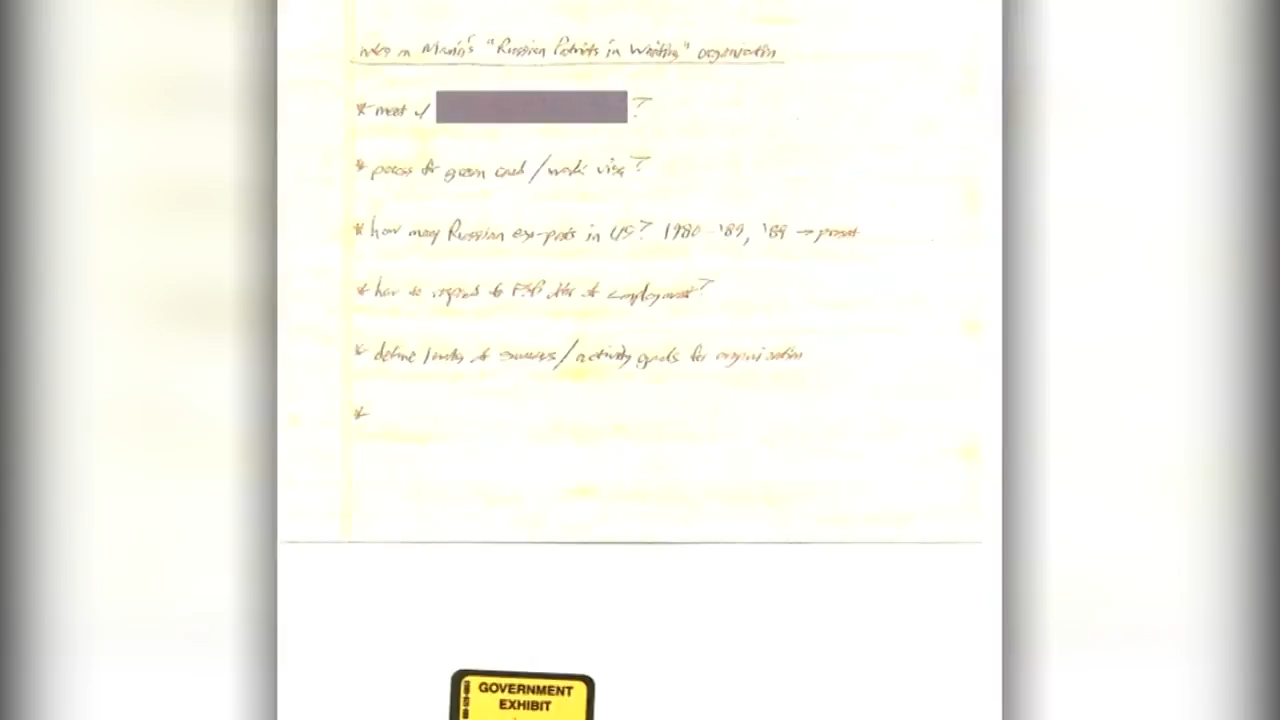 "Russian Patriots in Waiting" organization
* meet w/ ?
* process for green card/work visa?
* how many Russian ex-pats in US? 1980-'89, '89 → present
* how to respond to FSB offer of employment?
* define levels of success/activity goals for organization
*
GOVERNMENT
EXHIBIT